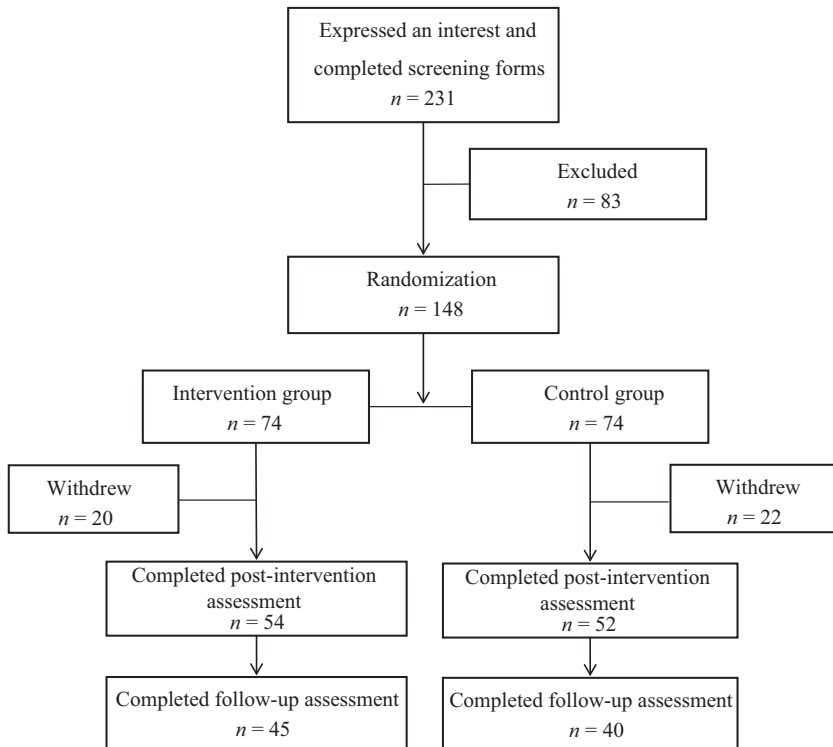 Expressed an interest and
completed screening forms
n = 231
Excluded
n = 83
Randomization
n = 148
Intervention group
n = 74
Control group
n = 74
Withdrew
n = 20
Withdrew
n = 22
Completed post-intervention
assessment
n = 54
Completed post-intervention
assessment
n = 52
Completed follow-up assessment
n = 45
Completed follow-up assessment
n = 40